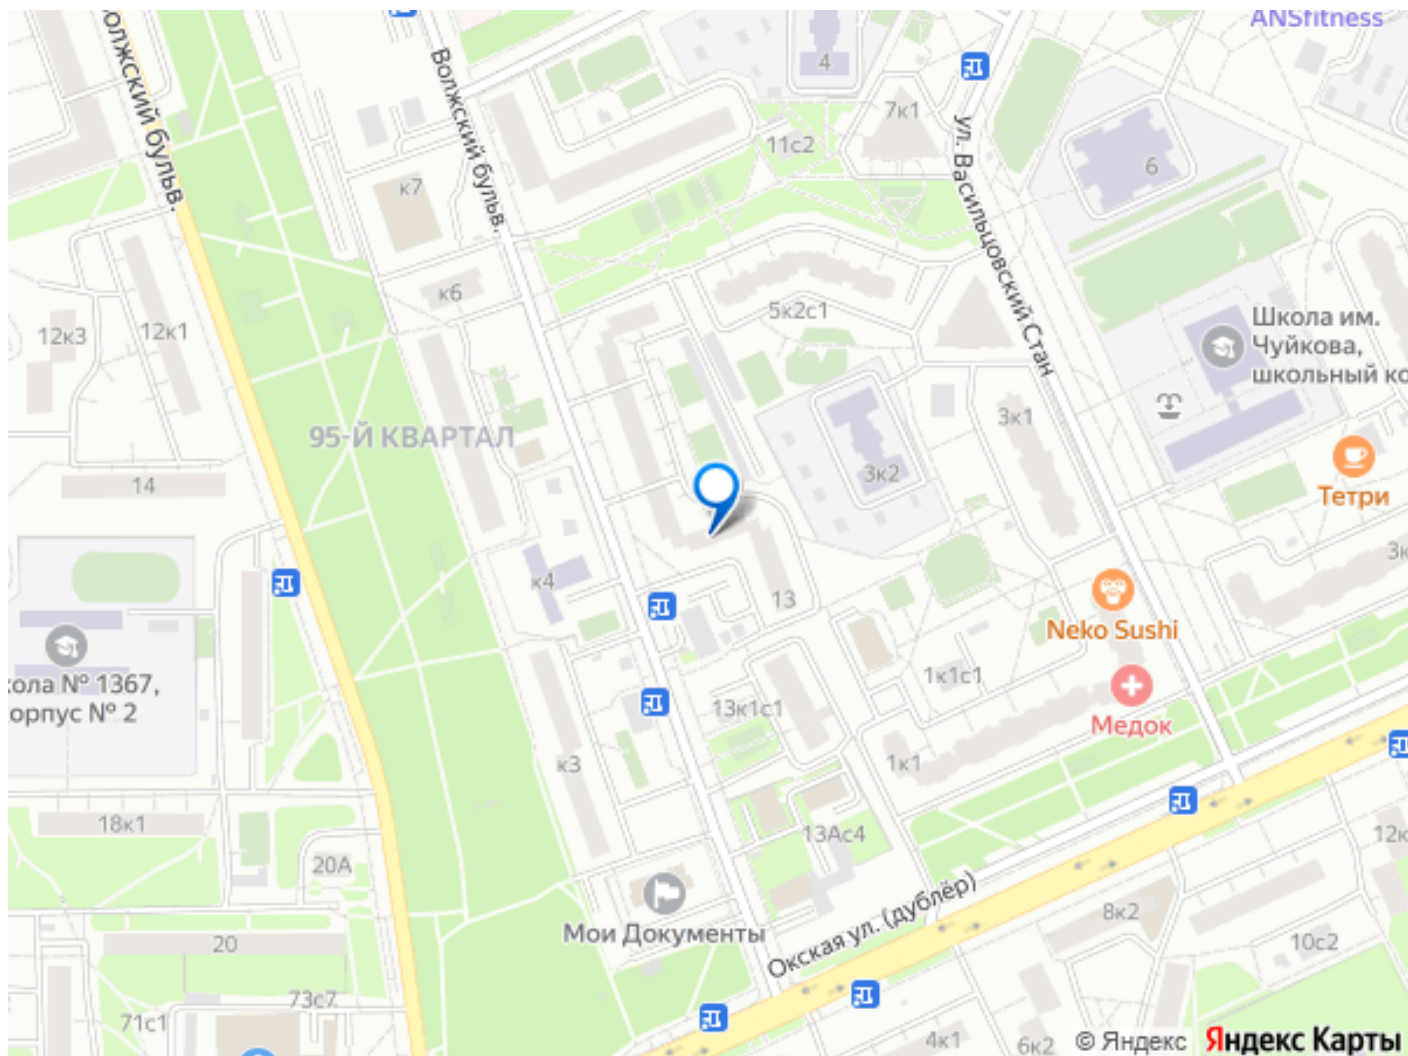 ANSfitness
Волжский бульв.
Волжский бульв.
4
7к1
ул. Васильцовский Стан
11с2
6
к7
к6
5к2с1
12к3
12к1
Школа им.
Чуйкова,
школьный ко
95-Й КВАРТАЛ
3к1
3к2
14
Тетри
3к
к4
13
Neko Sushi
кола № 1367,
орпус № 2
1к1с1
13к1с1
Медок
к3
1к1
18к1
13Ас4
12к
20А
Мои Документы
Окская ул. (дублёр)
8к2
20
10с2
73с7
71с1
4к1
6к2
© Яндекс
Яндекс Карты